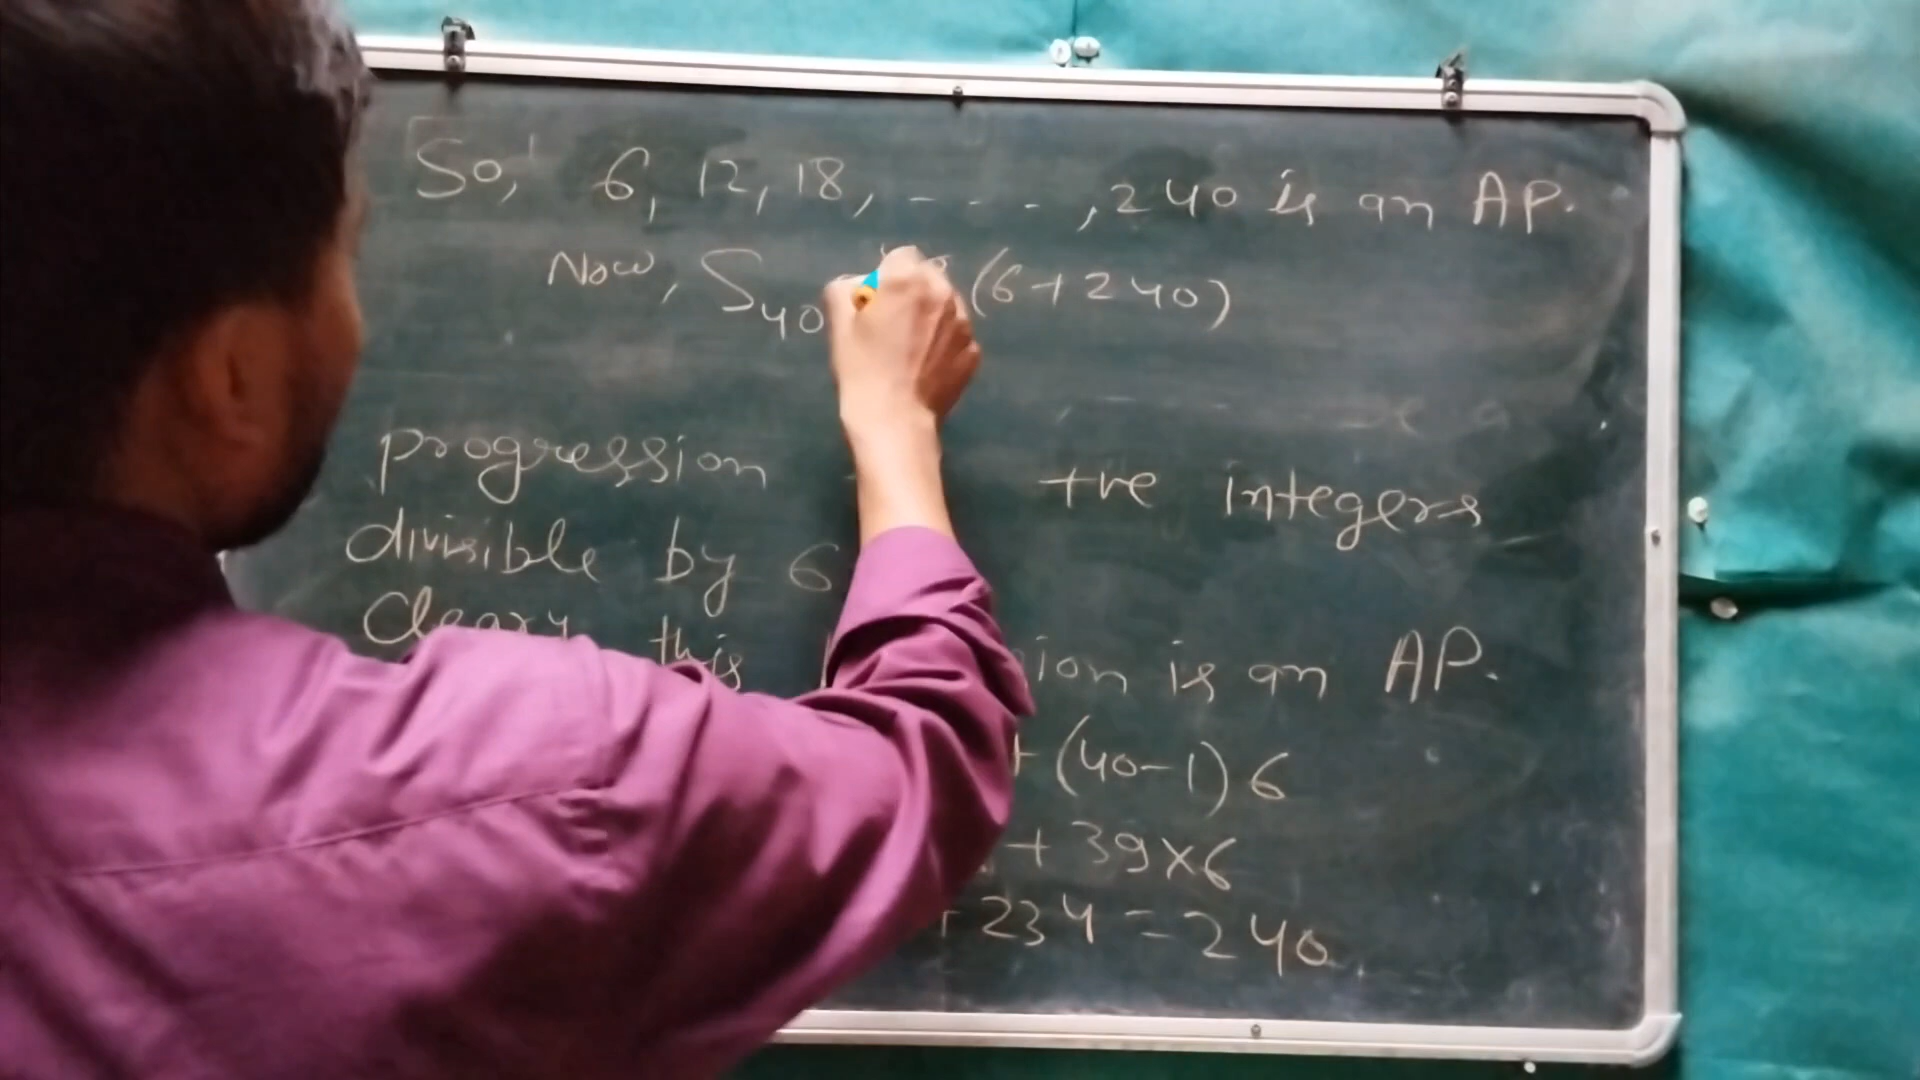 So, 6, 12, 18, - - - ., 240 is an AP.
Now, S40 (6+240)
progression +ve integers
divisible by 6
this ion is an AP.
+ (40-1) 6
+ 39×6
+ 234 = 240